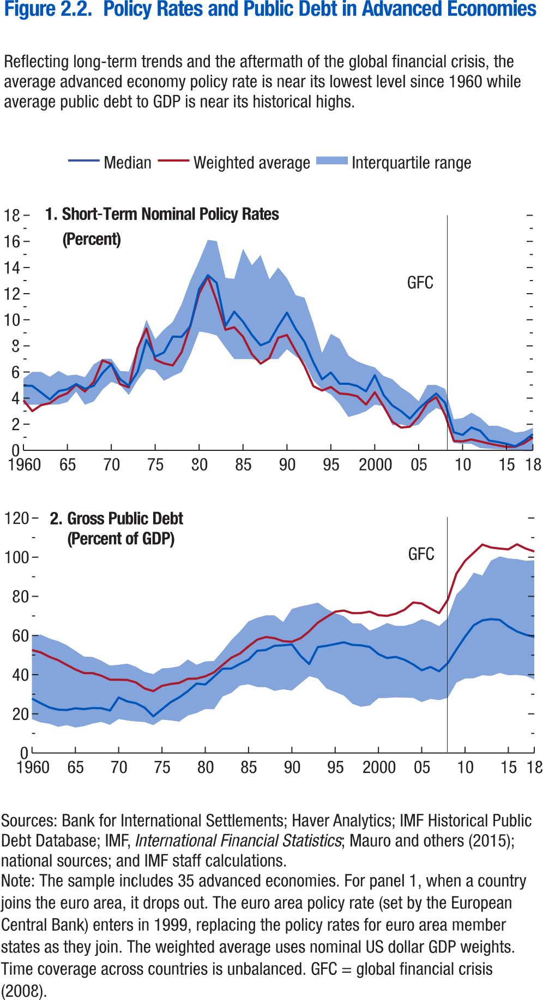 Figure 2.2. Policy Rates and Public Debt in Advanced Economies
Reflecting long-term trends and the aftermath of the global financial crisis, the
average advanced economy policy rate is near its lowest level since 1960 while
average public debt to GDP is near its historical highs.
Median Weighted average Interquartile range
1. Short-Term Nominal Policy Rates
(Percent)
18
16
14
12
10
8
6
4
2
0
GFC
1960 65 70 75 80 85 90 95 2000 05 10 15 18
2. Gross Public Debt
(Percent of GDP)
120
100
80
60
40
20
0
GFC
1960 65 70 75 80 85 90 95 2000 05 10 15 18
Sources: Bank for International Settlements; Haver Analytics; IMF Historical Public
Debt Database; IMF, International Financial Statistics; Mauro and others (2015);
national sources; and IMF staff calculations.
Note: The sample includes 35 advanced economies. For panel 1, when a country
joins the euro area, it drops out. The euro area policy rate (set by the European
Central Bank) enters in 1999, replacing the policy rates for euro area member
states as they join. The weighted average uses nominal US dollar GDP weights.
Time coverage across countries is unbalanced. GFC = global financial crisis
(2008).